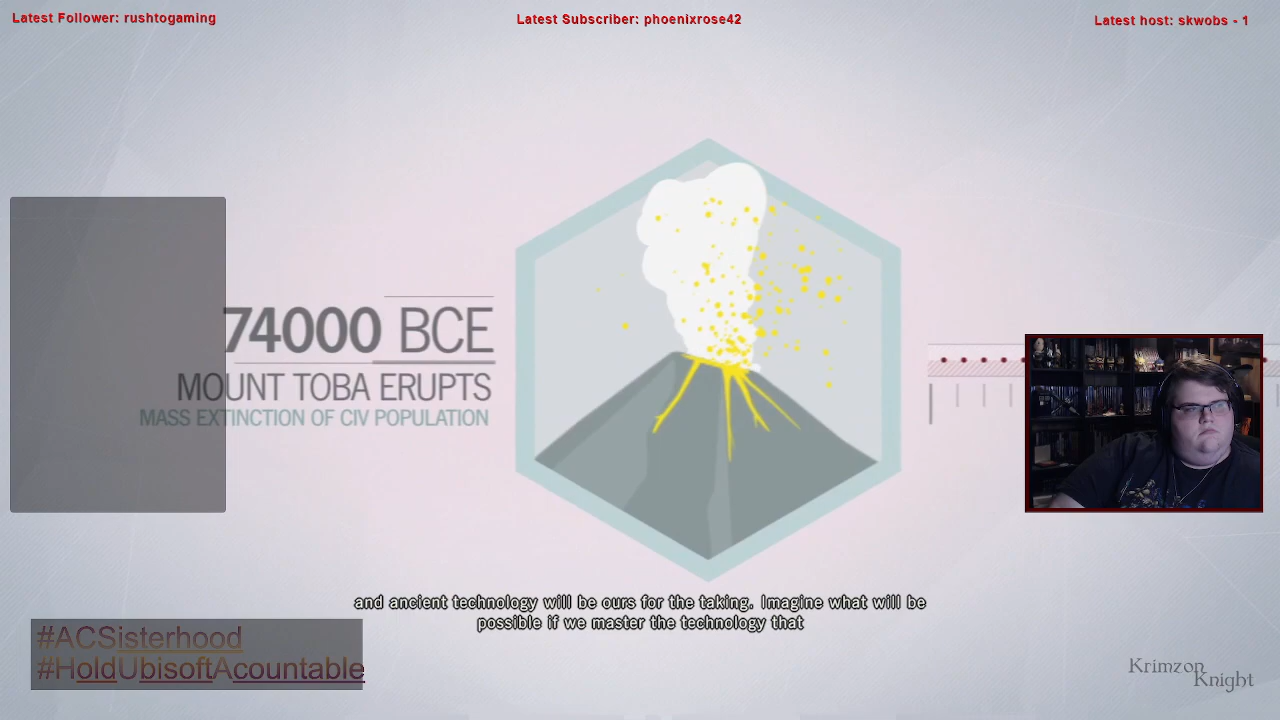 Latest Follower: rushtogaming
Latest Subscriber: phoenixrose42
Latest host: skwobs - 1
74000 BCE
MOUNT TOBA ERUPTS
MASS EXTINCTION OF CIV POPULATION
and ancient technology will be ours for the taking. Imagine what will be
possible if we master the technology that
#ACSisterhood
#HoldUbisoftAcountable
Krimzon
Knight